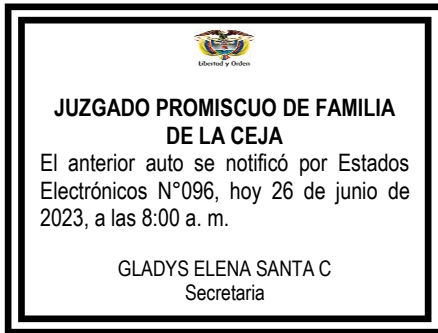 Libertad y Orden
JUZGADO PROMISCUO DE FAMILIA
DE LA CEJA
El anterior auto se notificó por Estados
Electrónicos N°096, hoy 26 de junio de
2023, a las 8:00 a. m.
GLADYS ELENA SANTA C
Secretaria